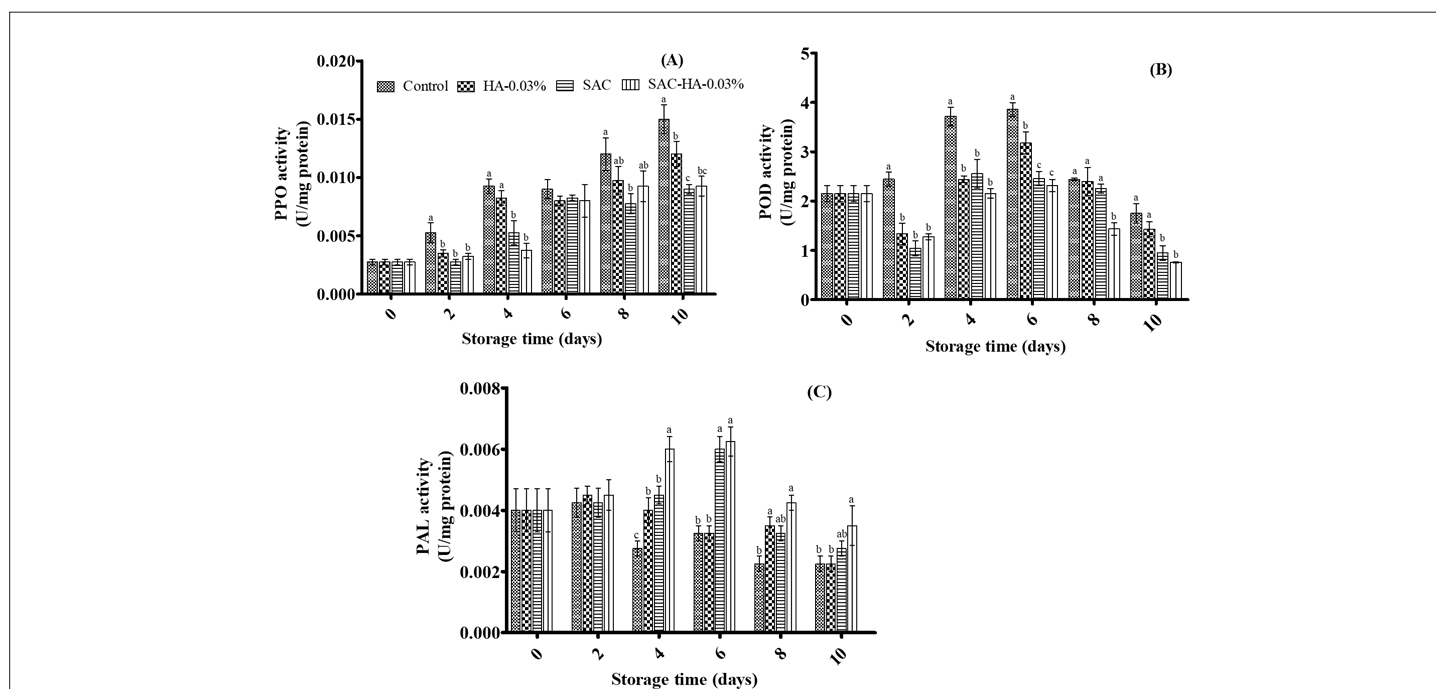 (A)
0.020
Control HA-0.03% SAC SAC-HA-0.03%
0.015
0.010
0.005
0.000
PPO activity
(U/mg protein)
a
b
b
b
a
a
b
b
a
ab
b
ab
a
b
c
bc
0 2 4 6 8 10
Storage time (days)
(B)
5
4
3
2
1
0
POD activity
(U/mg protein)
a
b
b
b
a
b
b
b
a
b
c
c
a
a
a
b
a
a
b
b
0 2 4 6 8 10
Storage time (days)
(C)
0.008
0.006
0.004
0.002
0.000
PAL activity
(U/mg protein)
c
b
b
a
b
b
a
a
b
a
ab
a
b
b
ab
a
0 2 4 6 8 10
Storage time (days)